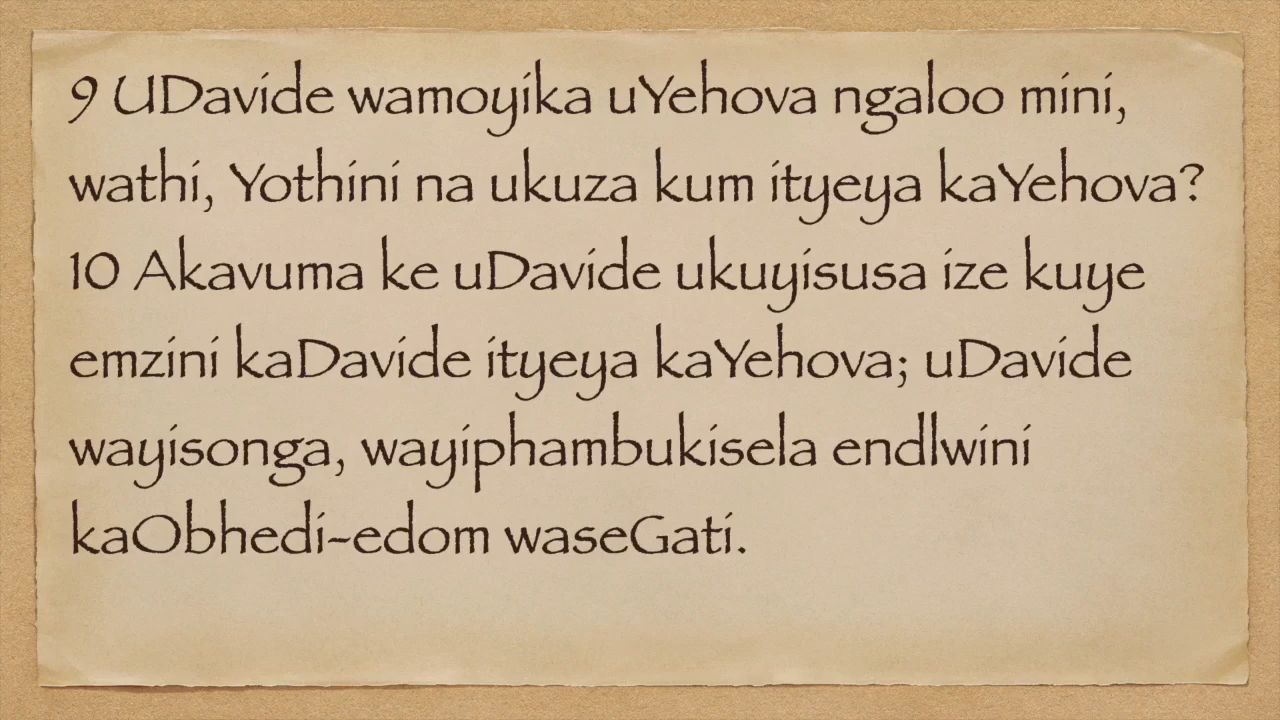 9 UDavide wamoyika uYehova ngaloo mini,
wathi, Yothini na ukuza kum ityeya kaYehova?
10 Akavuma ke uDavide ukuyisusa ize kuye
emzini kaDavide ityeya kaYehova; uDavide
wayisonga, wayiphambukisela endlwini
kaObhedi-edom waseGati.